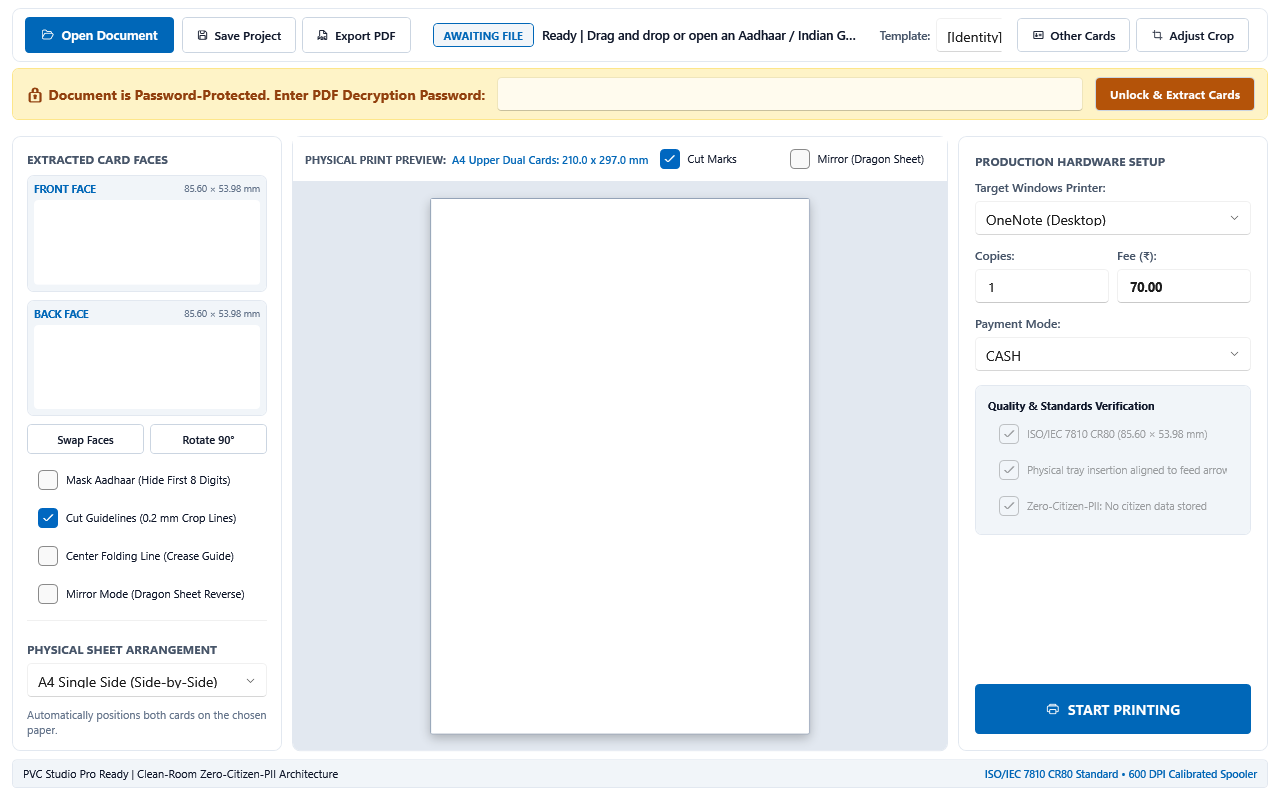 Open Document
Save Project
Export PDF
AWAITING FILE
Ready | Drag and drop or open an Aadhaar / Indian G...
Template:
[Identity]
Other Cards
Adjust Crop
Document is Password-Protected. Enter PDF Decryption Password:
Unlock & Extract Cards
EXTRACTED CARD FACES
FRONT FACE
85.60 × 53.98 mm
BACK FACE
85.60 × 53.98 mm
Swap Faces
Rotate 90°
Mask Aadhaar (Hide First 8 Digits)
Cut Guidelines (0.2 mm Crop Lines)
Center Folding Line (Crease Guide)
Mirror Mode (Dragon Sheet Reverse)
PHYSICAL SHEET ARRANGEMENT
A4 Single Side (Side-by-Side)
Automatically positions both cards on the chosen
paper.
PHYSICAL PRINT PREVIEW:
A4 Upper Dual Cards: 210.0 x 297.0 mm
Cut Marks
Mirror (Dragon Sheet)
PRODUCTION HARDWARE SETUP
Target Windows Printer:
OneNote (Desktop)
Copies:
Fee (₹):
1
70.00
Payment Mode:
CASH
Quality & Standards Verification
ISO/IEC 7810 CR80 (85.60 × 53.98 mm)
Physical tray insertion aligned to feed arrow
Zero-Citizen-PII: No citizen data stored
START PRINTING
PVC Studio Pro Ready | Clean-Room Zero-Citizen-PII Architecture
ISO/IEC 7810 CR80 Standard • 600 DPI Calibrated Spooler